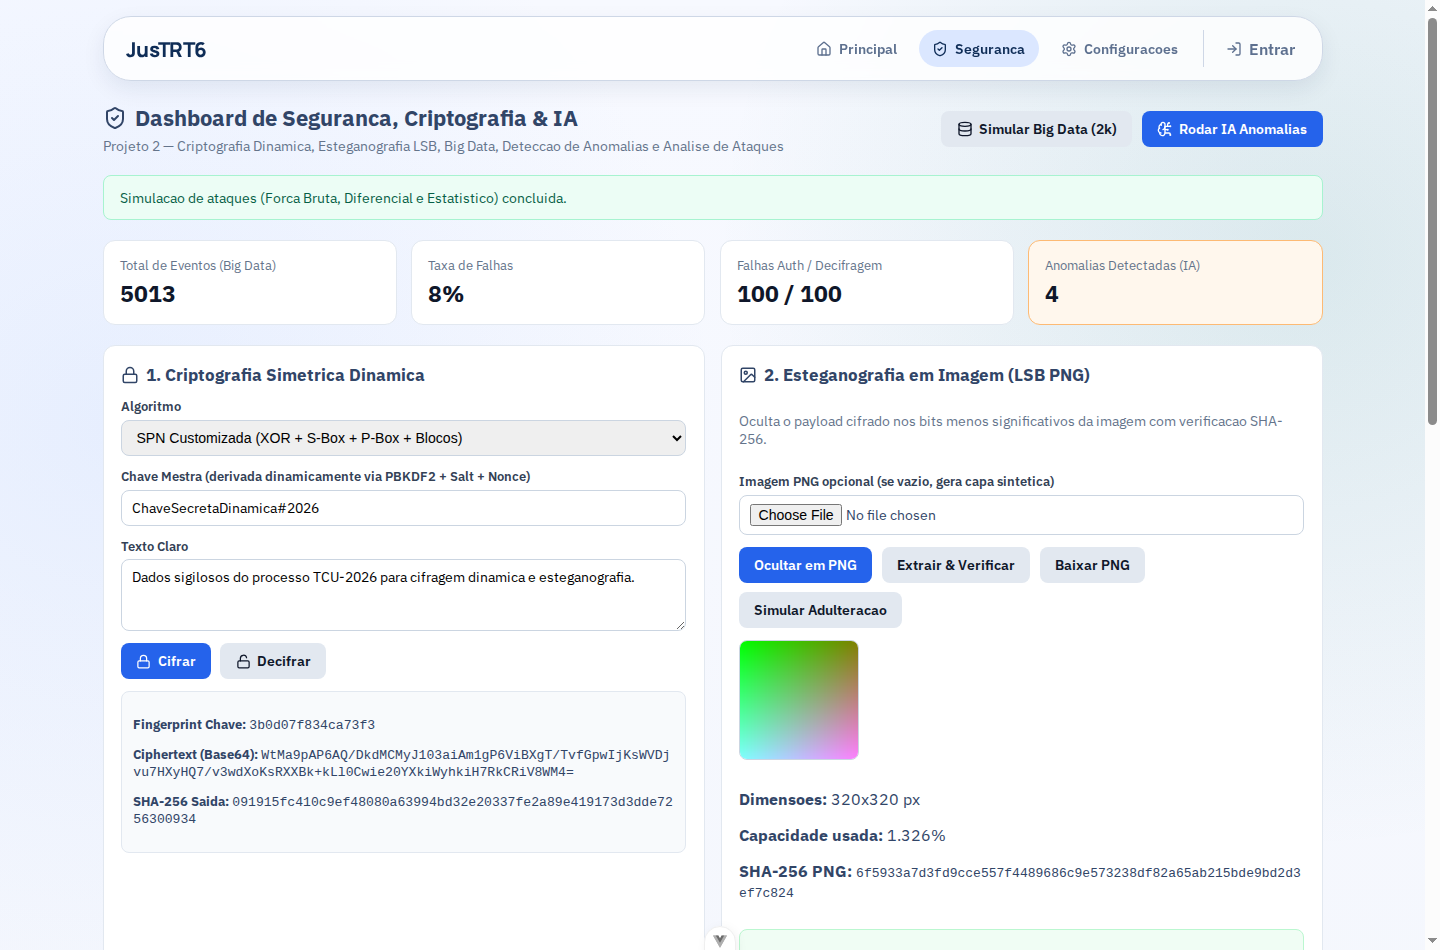 JusTRT6
Principal
Seguranca
Configuracoes
Entrar
Dashboard de Seguranca, Criptografia & IA
Projeto 2 — Criptografia Dinamica, Esteganografia LSB, Big Data, Deteccao de Anomalias e Analise de Ataques
Simular Big Data (2k)
Rodar IA Anomalias
Simulacao de ataques (Forca Bruta, Diferencial e Estatistico) concluida.
Total de Eventos (Big Data)
5013
Taxa de Falhas
8%
Falhas Auth / Decifragem
100 / 100
Anomalias Detectadas (IA)
4
1. Criptografia Simetrica Dinamica
Algoritmo
SPN Customizada (XOR + S-Box + P-Box + Blocos)
Chave Mestra (derivada dinamicamente via PBKDF2 + Salt + Nonce)
ChaveSecretaDinamica#2026
Texto Claro
Dados sigilosos do processo TCU-2026 para cifragem dinamica e esteganografia.
Cifrar
Decifrar
Fingerprint Chave: 3b0d07f834ca73f3
Ciphertext (Base64): WtMa9pAP6AQ/DkdMCMyJ103aiAm1gP6ViBXgT/TvfGpwIjKsWVDj
vu7HXyHQ7/v3wdXoKsRXXBk+kLl0Cwie20YXkiWyhkiH7RkCRiV8WM4=
SHA-256 Saida: 091915fc410c9ef48080a63994bd32e20337fe2a89e419173d3dde72
56300934
2. Esteganografia em Imagem (LSB PNG)
Oculta o payload cifrado nos bits menos significativos da imagem com verificacao SHA-
256.
Imagem PNG opcional (se vazio, gera capa sintetica)
Choose File No file chosen
Ocultar em PNG
Extrair & Verificar
Baixar PNG
Simular Adulteracao
Dimensoes: 320x320 px
Capacidade usada: 1.326%
SHA-256 PNG: 6f5933a7d3fd9cce557f4489686c9e573238df82a65ab215bde9bd2d3
ef7c824